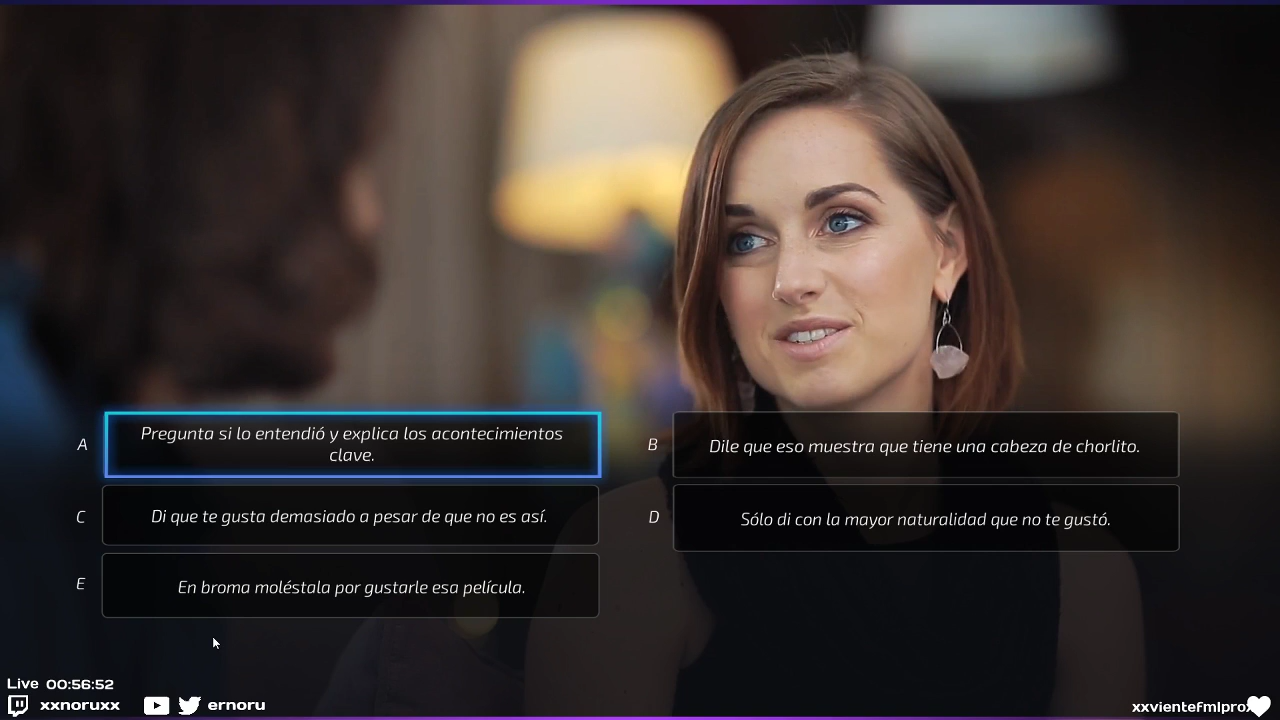 A
Pregunta si lo entendió y explica los acontecimientos
clave.
B
Dile que eso muestra que tiene una cabeza de chorlito.
C
Di que te gusta demasiado a pesar de que no es así.
D
Sólo di con la mayor naturalidad que no te gustó.
E
En broma moléstala por gustarle esa película.
Live 00:56:52
xxnoruxx
ernoru